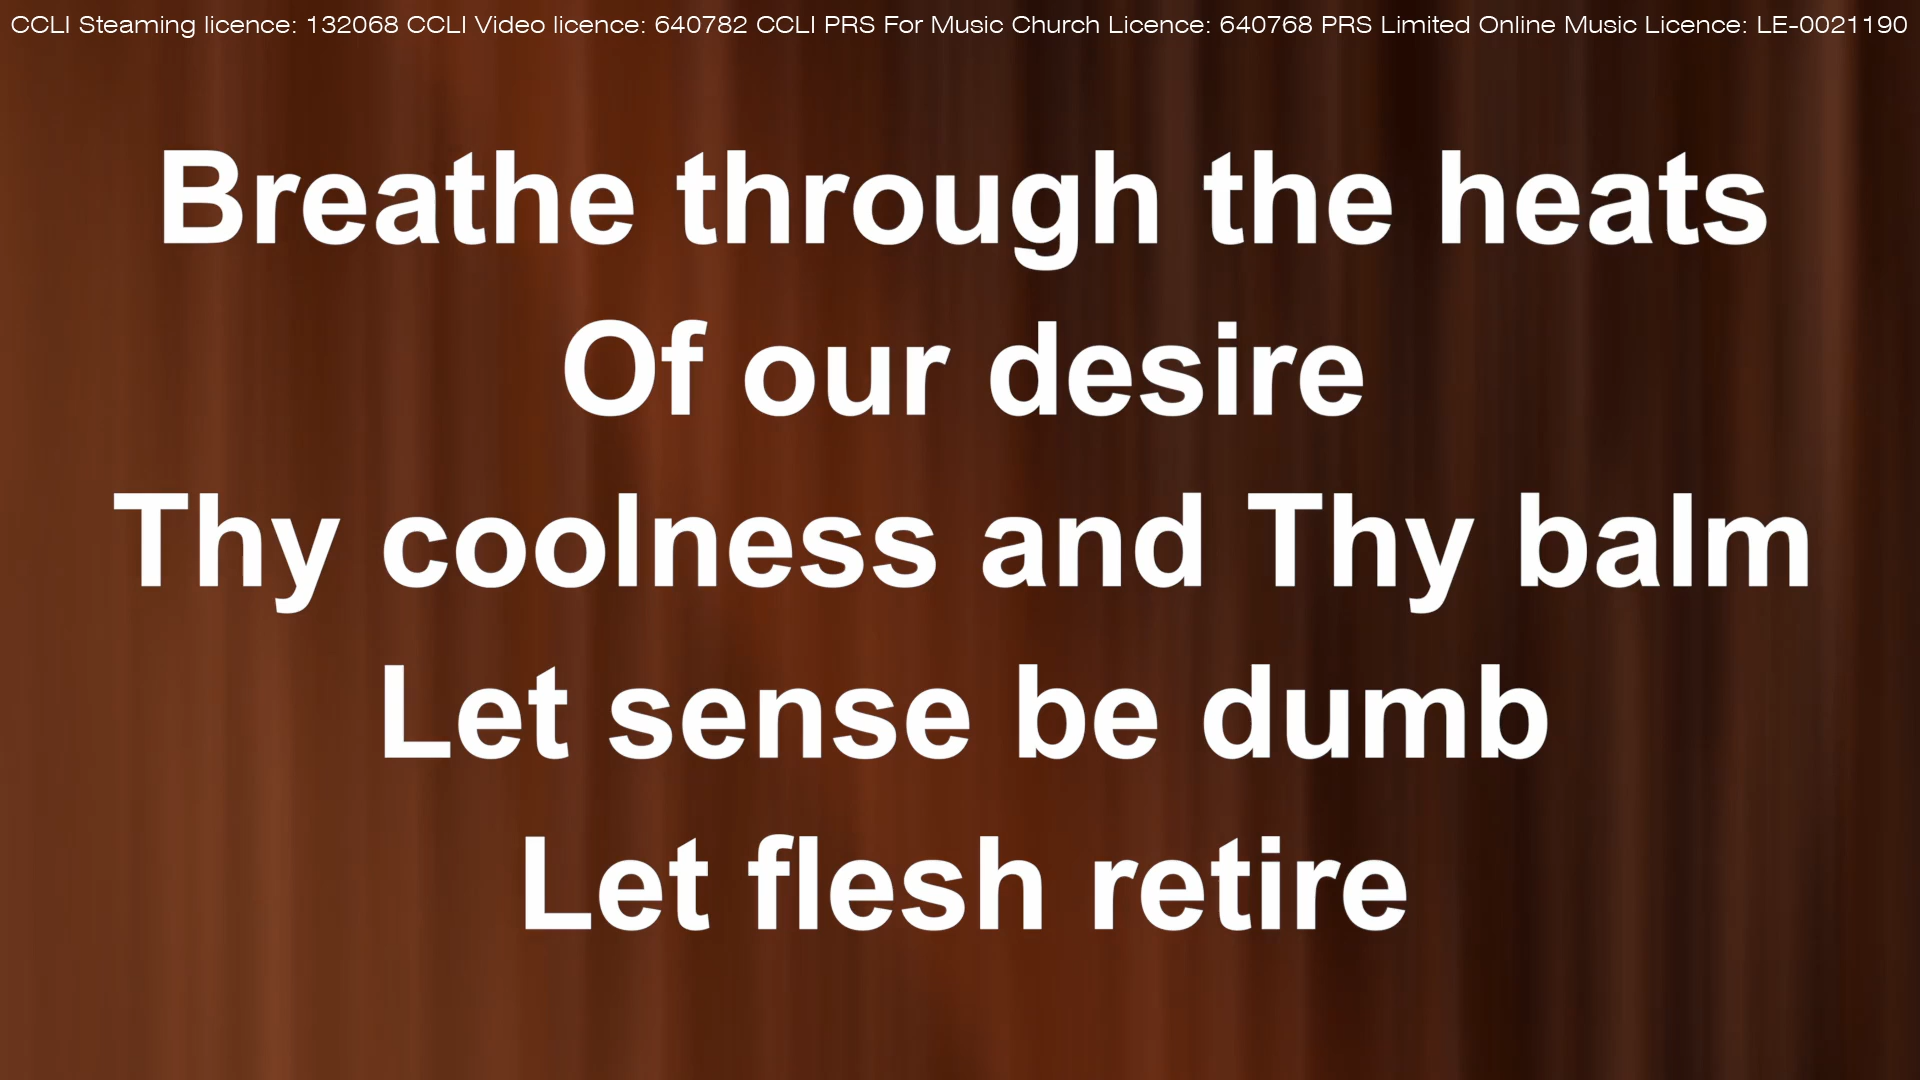 CCLI Steaming licence: 132068 CCLI Video licence: 640782 CCLI PRS For Music Church Licence: 640768 PRS Limited Online Music Licence: LE-0021190
Breathe through the heats
Of our desire
Thy coolness and Thy balm
Let sense be dumb
Let flesh retire